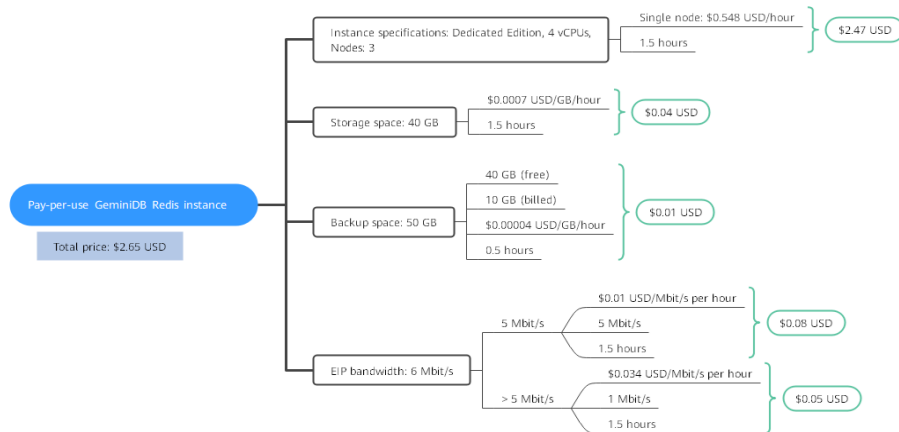 Instance specifications: Dedicated Edition, 4 vCPUs,
Nodes: 3
Single node: $0.548 USD/hour
1.5 hours
$2.47 USD
Storage space: 40 GB
$0.0007 USD/GB/hour
1.5 hours
$0.04 USD
Pay-per-use GeminiDB Redis instance
Total price: $2.65 USD
Backup space: 50 GB
40 GB (free)
10 GB (billed)
$0.00004 USD/GB/hour
0.5 hours
$0.01 USD
EIP bandwidth: 6 Mbit/s
5 Mbit/s
$0.01 USD/Mbit/s per hour
5 Mbit/s
1.5 hours
$0.08 USD
> 5 Mbit/s
$0.034 USD/Mbit/s per hour
1 Mbit/s
1.5 hours
$0.05 USD